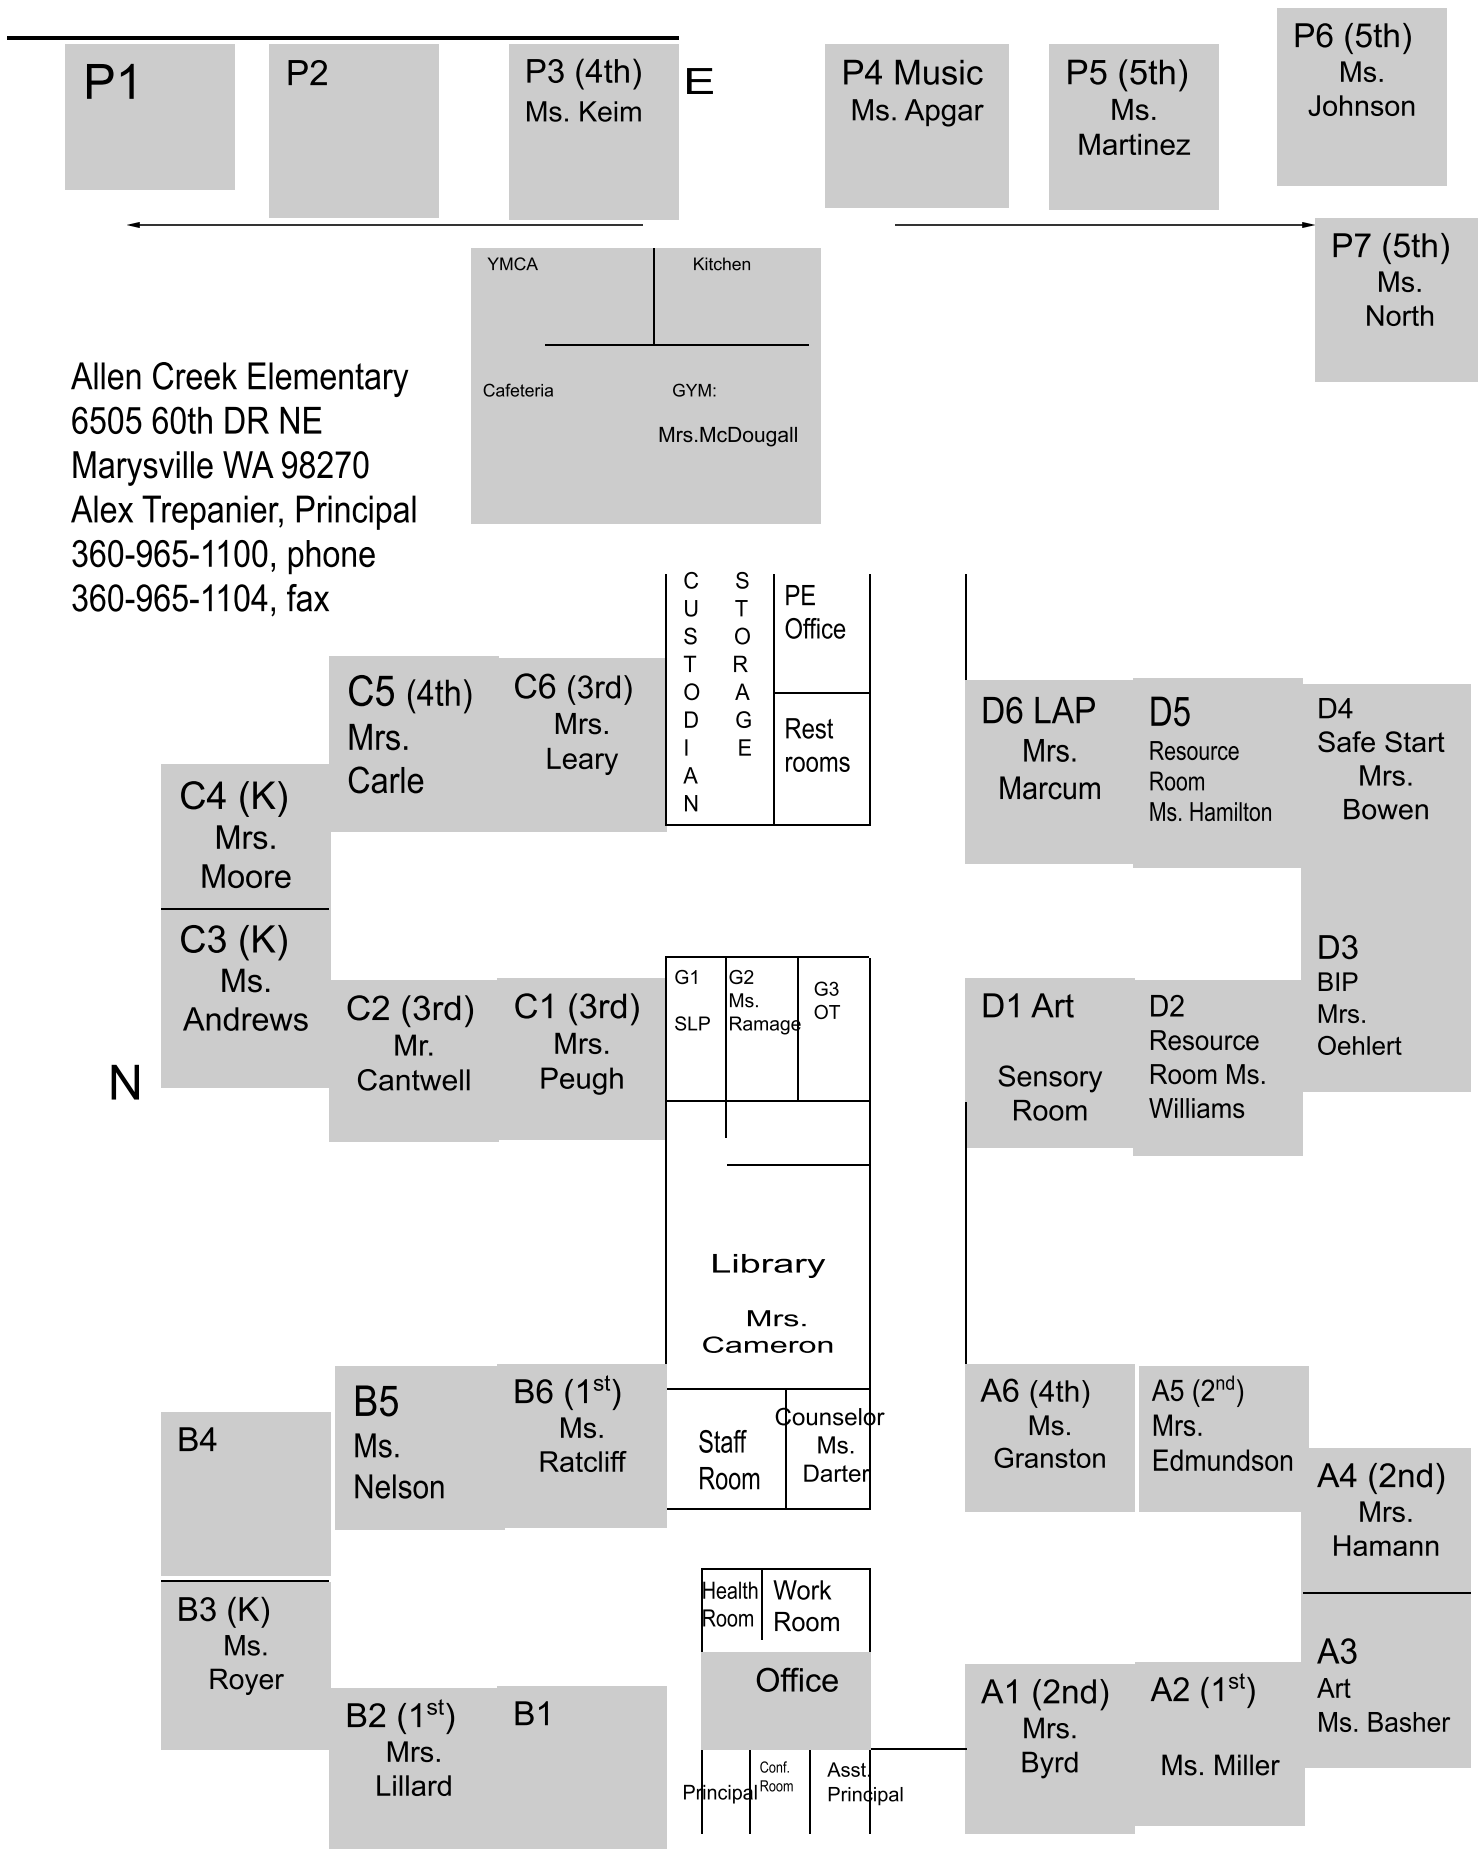 P1
P2
P3 (4th)
Ms. Keim
E
P4 Music
Ms. Apgar
P5 (5th)
Ms.
Martinez
P6 (5th)
Ms.
Johnson
P7 (5th)
Ms.
North
YMCA
Kitchen
Cafeteria
GYM:
Mrs.McDougall
Allen Creek Elementary
6505 60th DR NE
Marysville WA 98270
Alex Trepanier, Principal
360-965-1100, phone
360-965-1104, fax
CUSTODIAN
STORAGE
PE
Office
Rest
rooms
C5 (4th)
Mrs.
Carle
C6 (3rd)
Mrs.
Leary
C4 (K)
Mrs.
Moore
C3 (K)
Ms.
Andrews
C2 (3rd)
Mr.
Cantwell
C1 (3rd)
Mrs.
Peugh
D6 LAP
Mrs.
Marcum
D5
Resource
Room
Ms. Hamilton
D4
Safe Start
Mrs.
Bowen
D3
BIP
Mrs.
Oehlert
D1 Art
Sensory
Room
D2
Resource
Room Ms.
Williams
G1
SLP
G2
Ms.
Ramage
G3
OT
N
Library
Mrs.
Cameron
B4
B5
Ms.
Nelson
B6 (1st)
Ms.
Ratcliff
Staff
Room
Counselor
Ms.
Darter
A6 (4th)
Ms.
Granston
A5 (2nd)
Mrs.
Edmundson
A4 (2nd)
Mrs.
Hamann
B3 (K)
Ms.
Royer
B2 (1st)
Mrs.
Lillard
B1
Health
Room
Work
Room
Office
Principal
Conf.
Room
Asst.
Principal
A1 (2nd)
Mrs.
Byrd
A2 (1st)
Ms. Miller
A3
Art
Ms. Basher